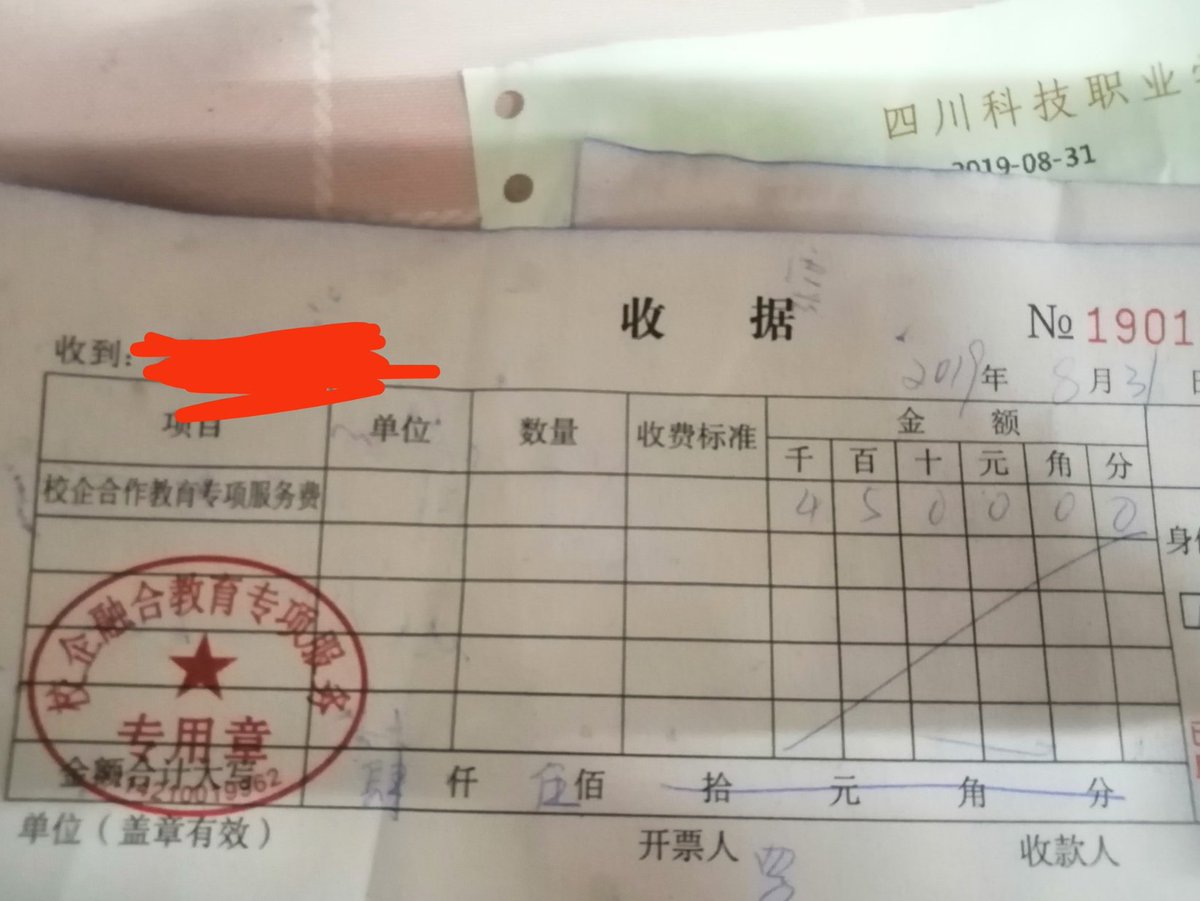 四川科技职业
2019-08-31
收 据
№ 1901
收到:
2019年 8月31日
项目 单位 数量 收费标准 金 额
千 百 十 元 角 分
校企合作教育专项服务费 4 5 0 0 0 0
身
校企融合教育专项服务
专用章
金额合计大写 肆 仟 伍 佰 拾 元 角 分
单位（盖章有效） 开票人 收款人